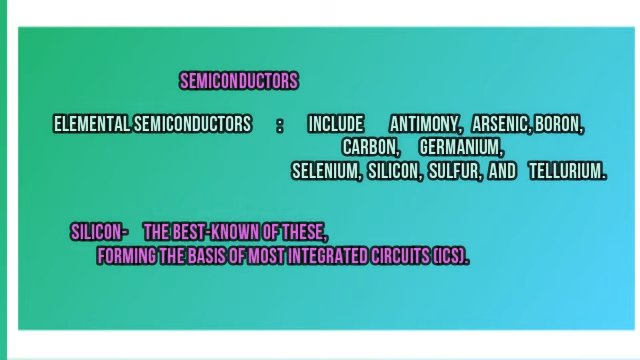 SEMICONDUCTORS
ELEMENTAL SEMICONDUCTORS : INCLUDE ANTIMONY, ARSENIC, BORON,
CARBON, GERMANIUM,
SELENIUM, SILICON, SULFUR, AND TELLURIUM.
SILICON- THE BEST-KNOWN OF THESE,
FORMING THE BASIS OF MOST INTEGRATED CIRCUITS (ICS).